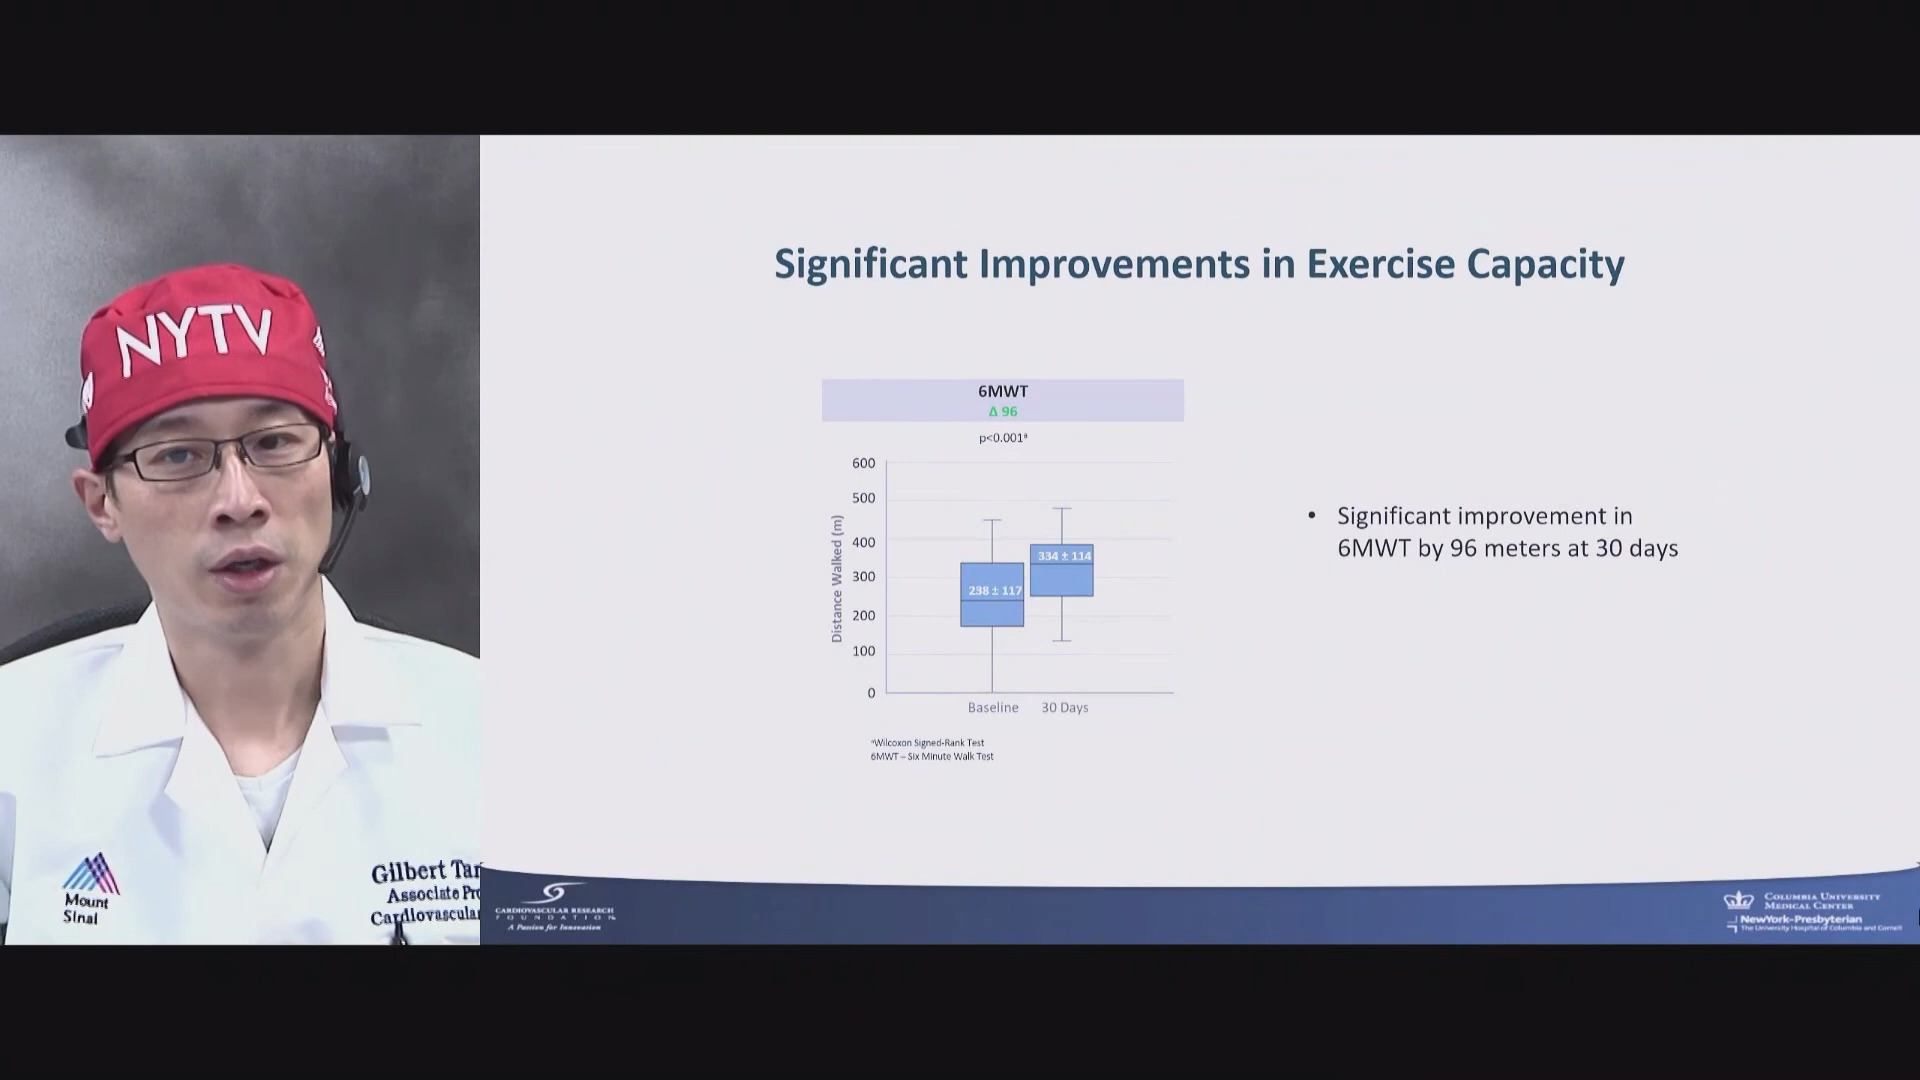 NYTV
Mount
Sinai
Gilbert Tan
Associate Pro
Cardiovascular
Significant Improvements in Exercise Capacity
6MWT
Δ 96
p<0.001ᵃ
600
500
400
300
200
100
0
Distance Walked (m)
238 ± 117
334 ± 114
Baseline
30 Days
ᵃWilcoxon Signed-Rank Test
6MWT – Six Minute Walk Test
• Significant improvement in
6MWT by 96 meters at 30 days
CARDIOVASCULAR RESEARCH
FOUNDATION
A Passion for Innovation
COLUMBIA UNIVERSITY
MEDICAL CENTER
NewYork-Presbyterian
The University Hospital of Columbia and Cornell